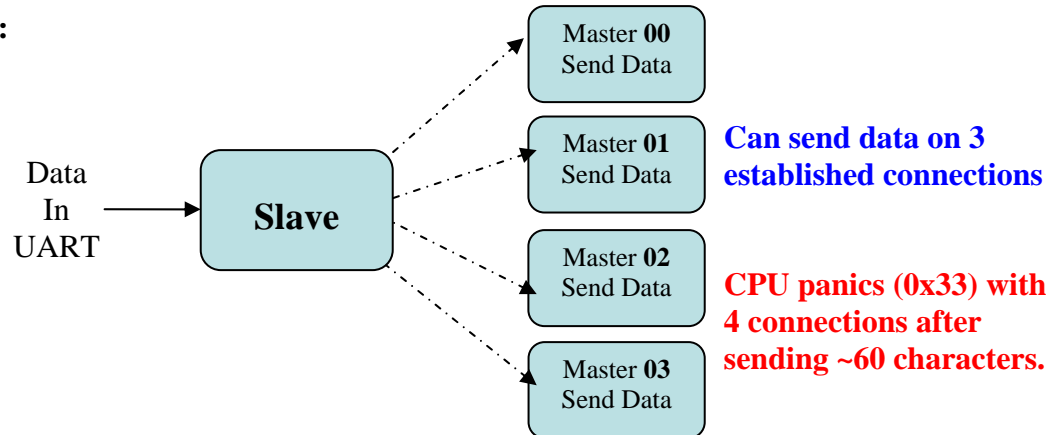 :
Data
In
UART
Slave
Master 00
Send Data
Master 01
Send Data
Master 02
Send Data
Master 03
Send Data
Can send data on 3
established connections
CPU panics (0x33) with
4 connections after
sending ~60 characters.